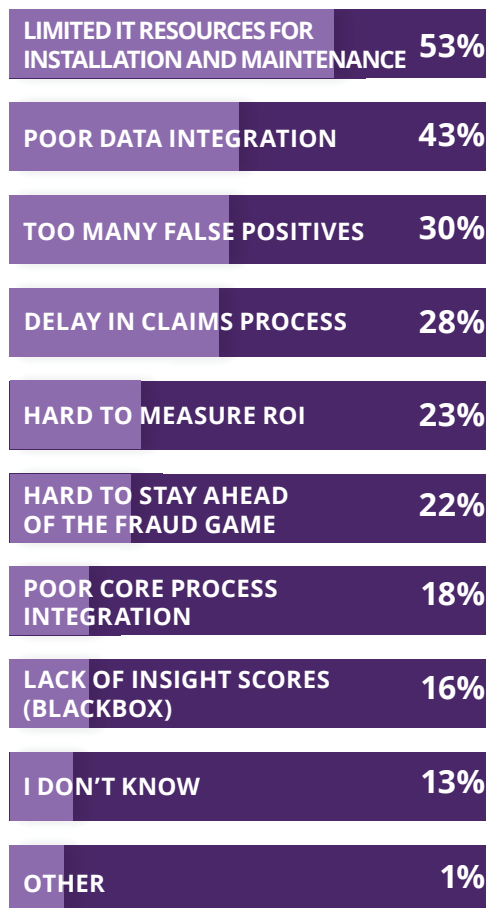 LIMITED IT RESOURCES FOR
INSTALLATION AND MAINTENANCE 53%
POOR DATA INTEGRATION 43%
TOO MANY FALSE POSITIVES 30%
DELAY IN CLAIMS PROCESS 28%
HARD TO MEASURE ROI 23%
HARD TO STAY AHEAD
OF THE FRAUD GAME 22%
POOR CORE PROCESS
INTEGRATION 18%
LACK OF INSIGHT SCORES
(BLACKBOX) 16%
I DON'T KNOW 13%
OTHER 1%